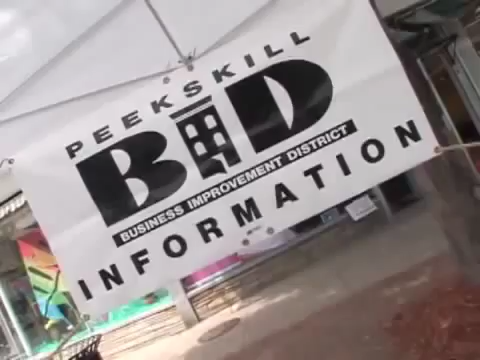 PEEKSKILL
BID
BUSINESS IMPROVEMENT DISTRICT
INFORMATION